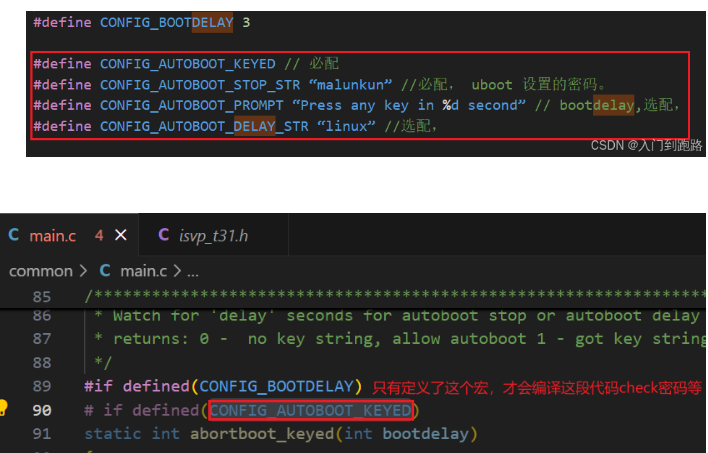 #define CONFIG_BOOTDELAY 3
#define CONFIG_AUTOBOOT_KEYED // 必配
#define CONFIG_AUTOBOOT_STOP_STR “malunkun” //必配， uboot 设置的密码。
#define CONFIG_AUTOBOOT_PROMPT “Press any key in %d second” // bootdelay,选配，
#define CONFIG_AUTOBOOT_DELAY_STR “linux” //选配，
CSDN @入门到跑路
main.c 4 × isvp_t31.h
common > C main.c > ...
85 /***************************************************************************
86 * Watch for 'delay' seconds for autoboot stop or autoboot delay
87 * returns: 0 - no key string, allow autoboot 1 - got key string
88 */
89 #if defined(CONFIG_BOOTDELAY) 只有定义了这个宏，才会编译这段代码check密码等
90 # if defined(CONFIG_AUTOBOOT_KEYED)
91 static int abortboot_keyed(int bootdelay)